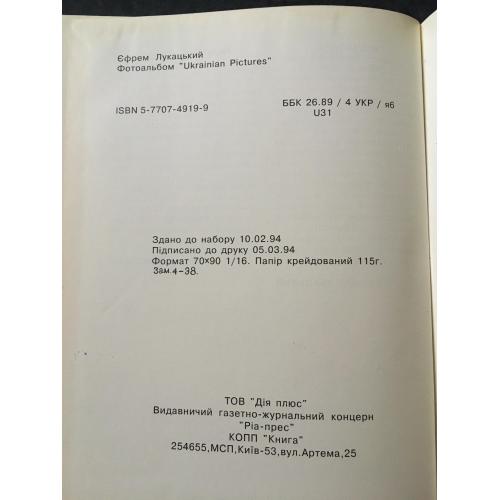 Єфрем Лукацький
Фотоальбом "Ukrainian Pictures"
ISBN 5-7707-4919-9
ББК 26.89 / 4 УКР / я6
U31
Здано до набору 10.02.94
Підписано до друку 05.03.94
Формат 70×90 1/16. Папір крейдований 115г.
Зам.4-38.
ТОВ "Дія плюс"
Видавничий газетно-журнальний концерн
"Ріа-прес"
КОПП "Книга"
254655,МСП,Київ-53,вул.Артема,25